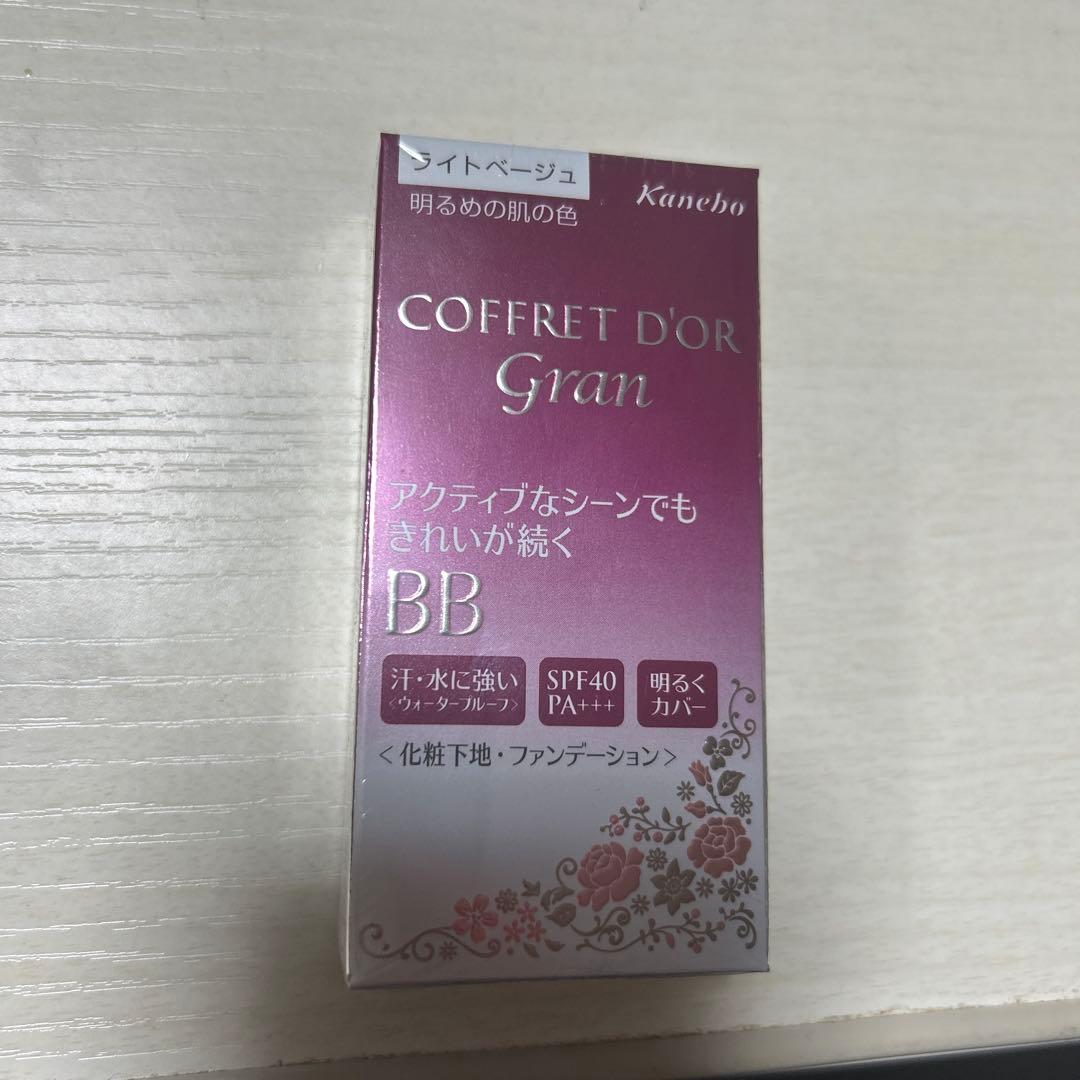 ライトベージュ
Kanebo
明るめの肌の色
COFFRET D'OR
Gran
アクティブなシーンでも
きれいが続く
BB
汗・水に強い
<ウォータープルーフ>
SPF40
PA+++
明るく
カバー
<化粧下地・ファンデーション>